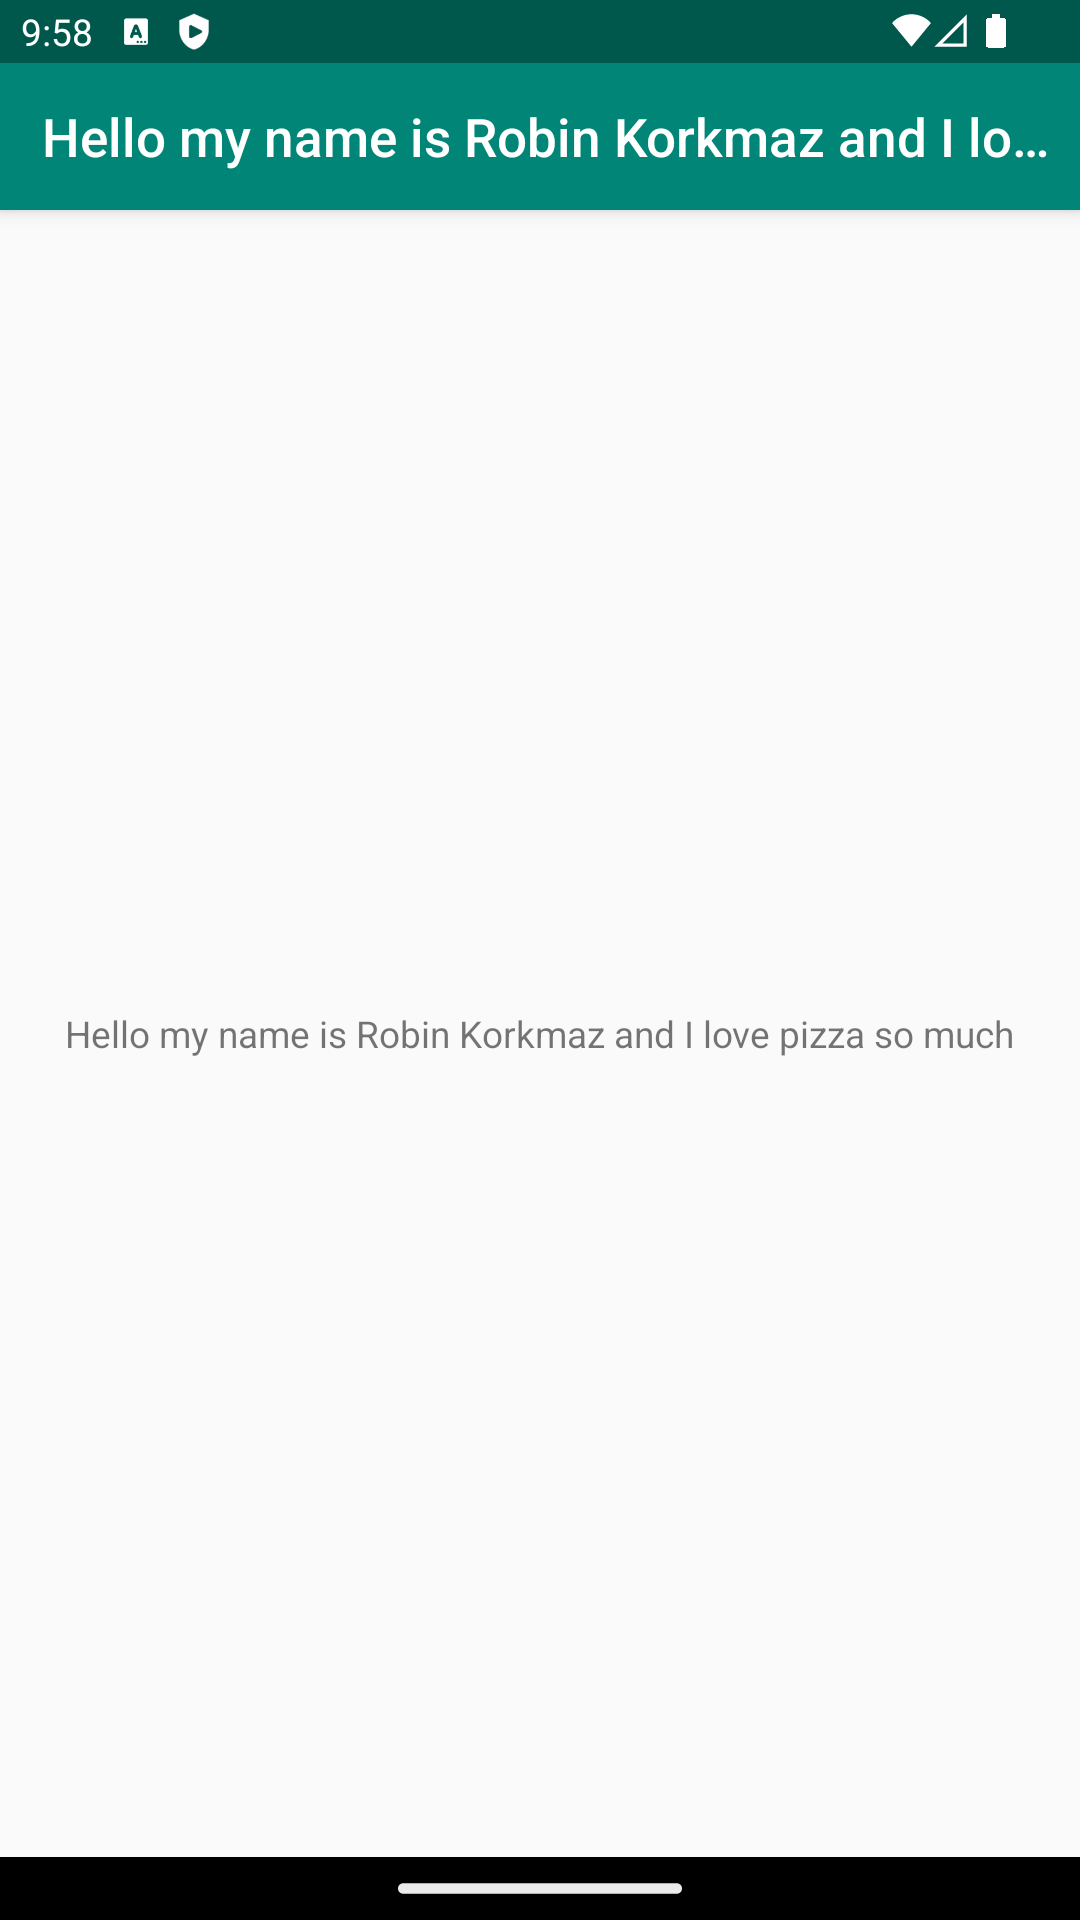 9:58
Hello my name is Robin Korkmaz and I lo...
Hello my name is Robin Korkmaz and I love pizza so much